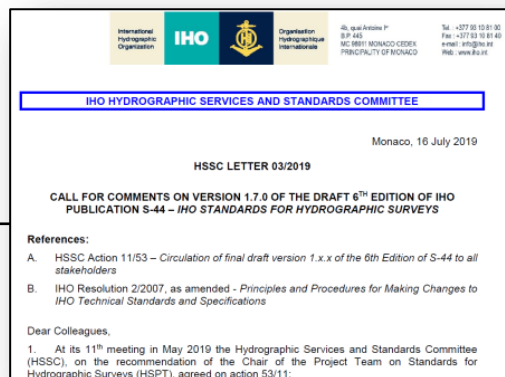 International
Hydrographic
Organization
IHO
Organisation
Hydrographique
Internationale
4b, quai Antoine Iᵉʳ
B.P. 445
MC 98011 MONACO CEDEX
PRINCIPALITY OF MONACO
Tel. : +377 93 10 81 00
Fax : +377 93 10 81 40
e-mail : info@iho.int
Web : www.iho.int
IHO HYDROGRAPHIC SERVICES AND STANDARDS COMMITTEE
Monaco, 16 July 2019
HSSC LETTER 03/2019
CALL FOR COMMENTS ON VERSION 1.7.0 OF THE DRAFT 6TH EDITION OF IHO
PUBLICATION S-44 – IHO STANDARDS FOR HYDROGRAPHIC SURVEYS
References:
A. HSSC Action 11/53 – Circulation of final draft version 1.x.x of the 6th Edition of S-44 to all
stakeholders
B. IHO Resolution 2/2007, as amended - Principles and Procedures for Making Changes to
IHO Technical Standards and Specifications
Dear Colleagues,
1. At its 11th meeting in May 2019 the Hydrographic Services and Standards Committee
(HSSC), on the recommendation of the Chair of the Project Team on Standards for
Hydrographic Surveys (HSPT), agreed on action 53/11: